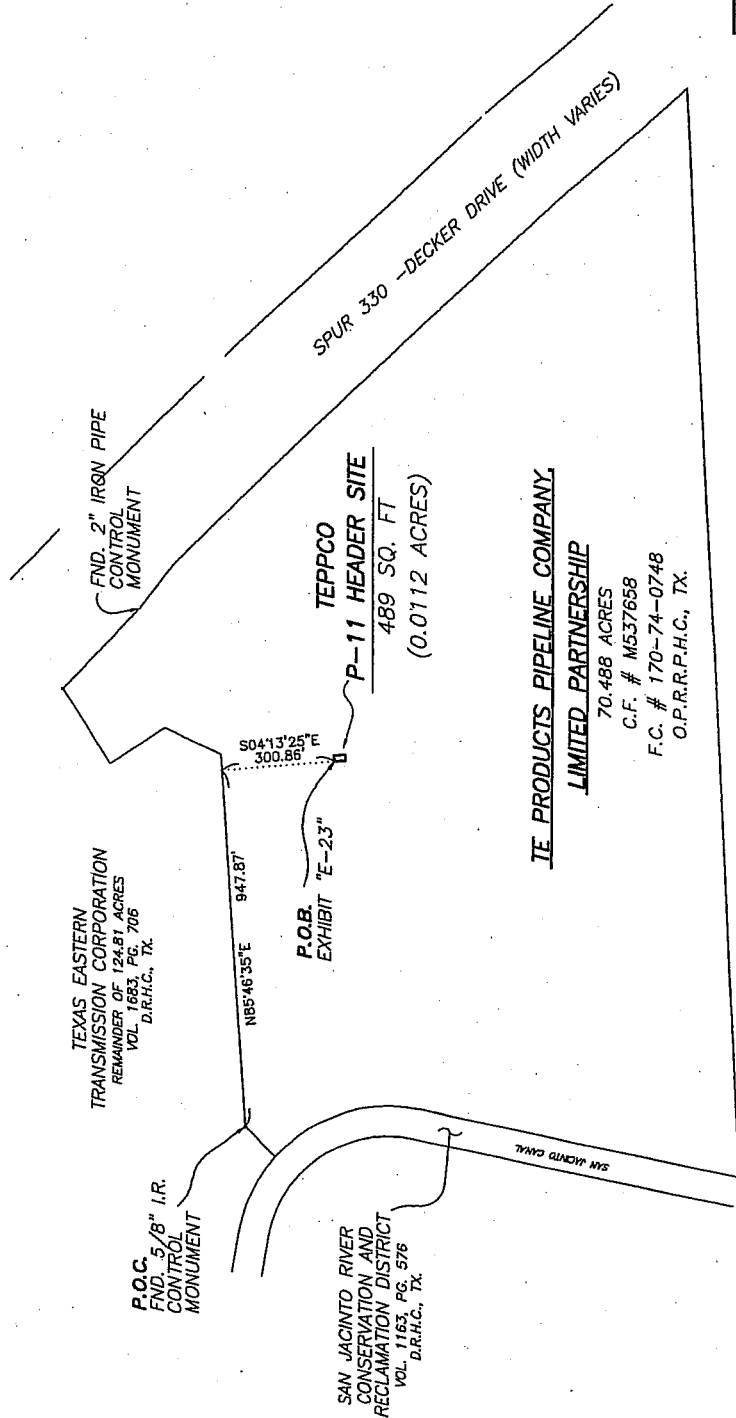 SPUR 330 -DECKER DRIVE (WIDTH VARIES)
FND. 2" IRON PIPE
CONTROL
MONUMENT
TEXAS EASTERN
TRANSMISSION CORPORATION
REMAINDER OF 124.81 ACRES
VOL. 1683, PG. 706
D.R.H.C., TX.
TEPPCO
P-11 HEADER SITE
489 SQ. FT
(0.0112 ACRES)
S04°13'25"E
300.86'
N85°46'35"E 947.87'
P.O.B.
EXHIBIT "E-23"
P.O.C.
FND. 5/8" I.R.
CONTROL
MONUMENT
TE PRODUCTS PIPELINE COMPANY,
LIMITED PARTNERSHIP
70.488 ACRES
C.F. # M537658
F.C. # 170-74-0748
O.P.R.R.P.H.C., TX.
SAN JACINTO RIVER
CONSERVATION AND
RECLAMATION DISTRICT
VOL. 1163, PG. 576
D.R.H.C., TX.
SAN JACINTO CANAL